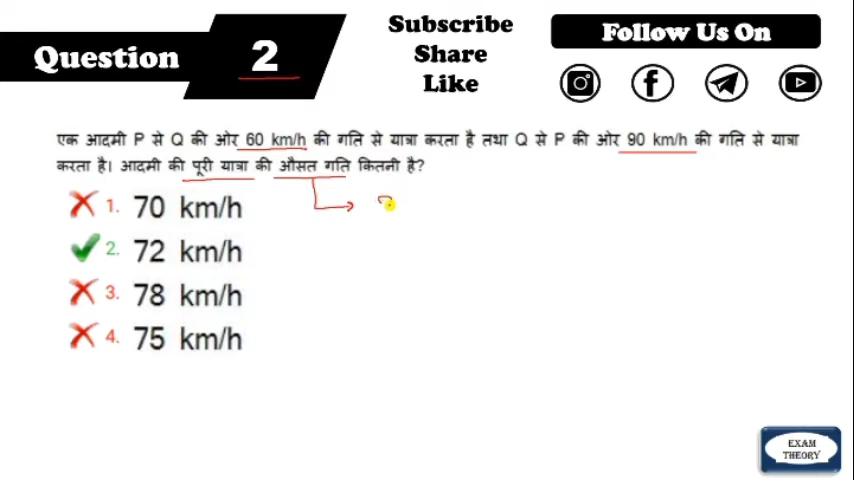 Question 2
Subscribe
Share
Like
Follow Us On
एक आदमी P से Q की ओर 60 km/h की गति से यात्रा करता है तथा Q से P की ओर 90 km/h की गति से यात्रा
करता है। आदमी की पूरी यात्रा की औसत गति कितनी है?
1. 70 km/h
2. 72 km/h
3. 78 km/h
4. 75 km/h
EXAM
THEORY